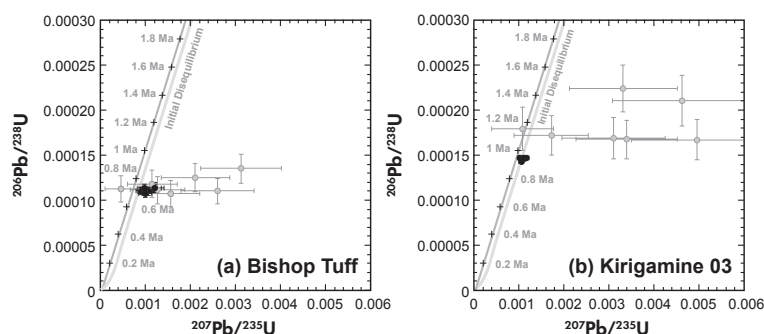 0.00030
0.00025
0.00020
0.00015
0.00010
0.00005
0
²⁰⁶Pb/²³⁸U
1.8 Ma
1.6 Ma
1.4 Ma
1.2 Ma
1 Ma
0.8 Ma
0.6 Ma
0.4 Ma
0.2 Ma
Initial Disequilibrium
(a) Bishop Tuff
0 0.001 0.002 0.003 0.004 0.005 0.006
²⁰⁷Pb/²³⁵U
0.00030
0.00025
0.00020
0.00015
0.00010
0.00005
0
²⁰⁶Pb/²³⁸U
1.8 Ma
1.6 Ma
1.4 Ma
1.2 Ma
1 Ma
0.8 Ma
0.6 Ma
0.4 Ma
0.2 Ma
Initial Disequilibrium
(b) Kirigamine 03
0 0.001 0.002 0.003 0.004 0.005 0.006
²⁰⁷Pb/²³⁵U